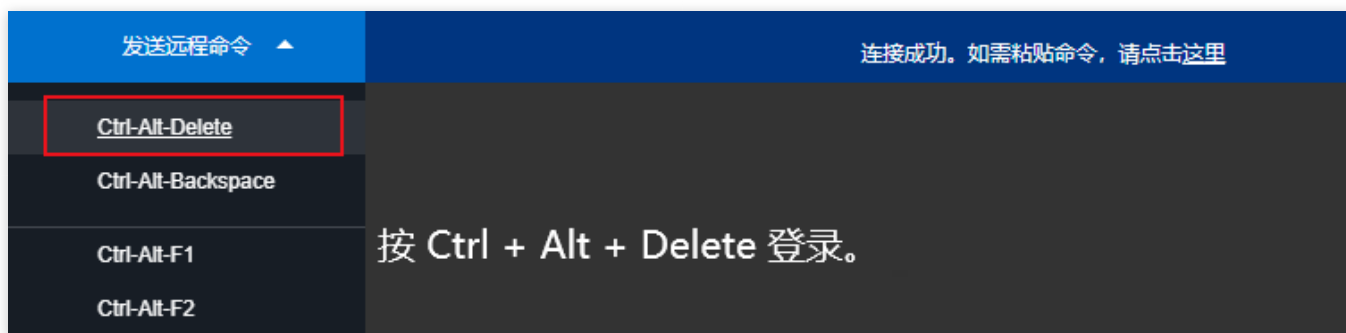 发送远程命令
连接成功。如需粘贴命令，请点击这里
Ctrl-Alt-Delete
Ctrl-Alt-Backspace
按 Ctrl + Alt + Delete 登录。
Ctrl-Alt-F1
Ctrl-Alt-F2